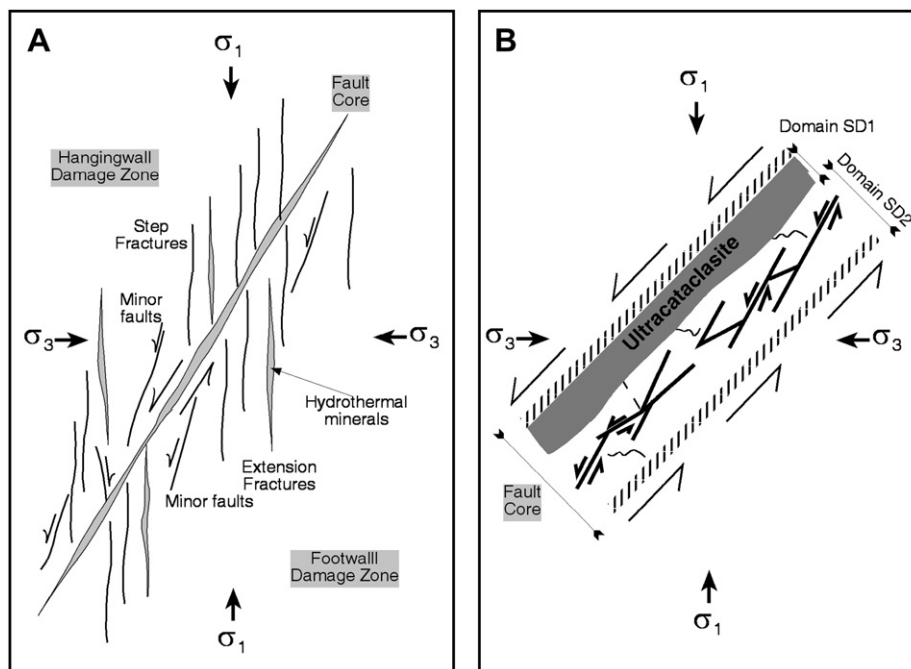 A
σ1
Fault
Core
Hangingwall
Damage Zone
Step
Fractures
Minor
faults
σ3
σ3
Hydrothermal
minerals
Extension
Fractures
Minor faults
Footwalll
Damage Zone
σ1
B
σ1
Domain SD1
Domain SD2
Ultracataclasite
σ3
σ3
Fault
Core
σ1